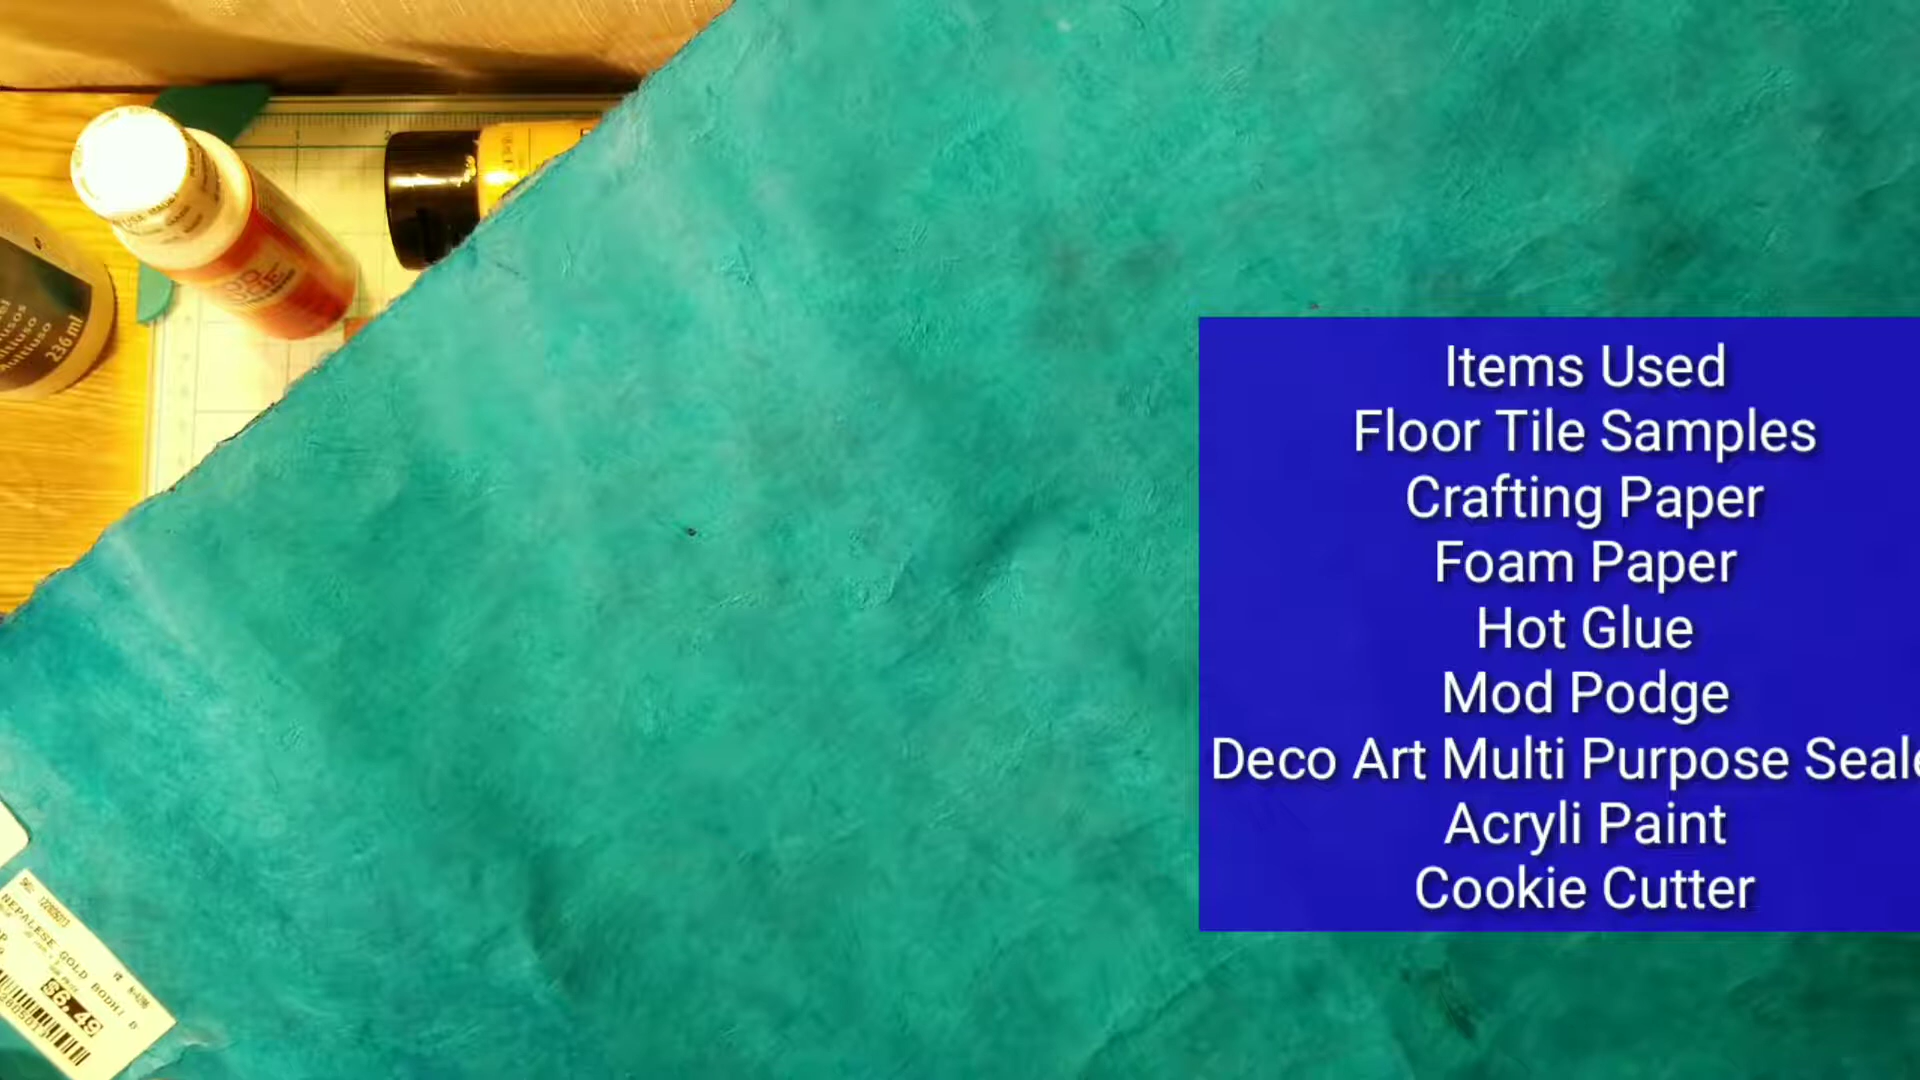 236 ml
NEPALESE GOLD BODHI
$6.49
Items Used
Floor Tile Samples
Crafting Paper
Foam Paper
Hot Glue
Mod Podge
Deco Art Multi Purpose Seale
Acryli Paint
Cookie Cutter